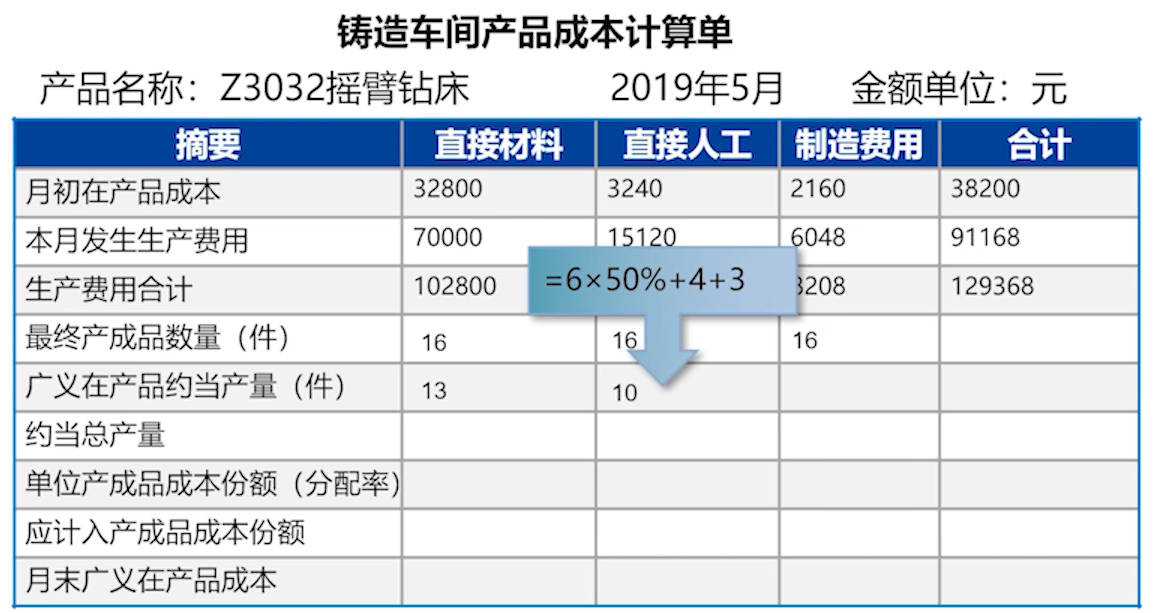 铸造车间产品成本计算单
产品名称：Z3032摇臂钻床 2019年5月 金额单位：元
摘要 直接材料 直接人工 制造费用 合计
月初在产品成本 32800 3240 2160 38200
本月发生生产费用 70000 15120 6048 91168
=6×50%+4+3
生产费用合计 102800 8208 129368
最终产成品数量（件） 16 16 16
广义在产品约当产量（件） 13 10
约当总产量
单位产成品成本份额（分配率）
应计入产成品成本份额
月末广义在产品成本